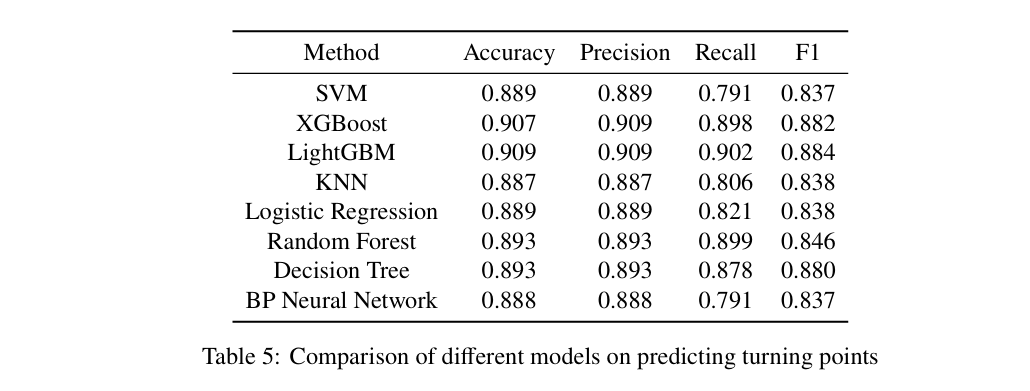 Method Accuracy Precision Recall F1
SVM 0.889 0.889 0.791 0.837
XGBoost 0.907 0.909 0.898 0.882
LightGBM 0.909 0.909 0.902 0.884
KNN 0.887 0.887 0.806 0.838
Logistic Regression 0.889 0.889 0.821 0.838
Random Forest 0.893 0.893 0.899 0.846
Decision Tree 0.893 0.893 0.878 0.880
BP Neural Network 0.888 0.888 0.791 0.837
Table 5: Comparison of different models on predicting turning points